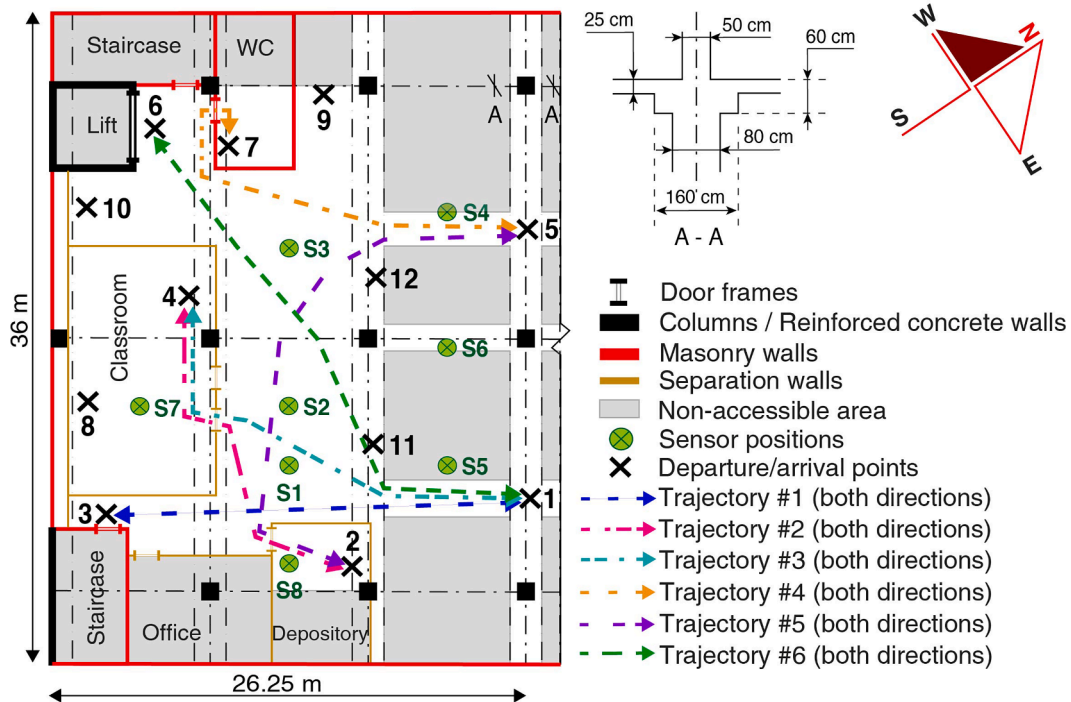 Staircase
WC
Lift
6
7
9
A
A
10
S4
5
S3
12
4
Classroom
S6
8
S7
S2
11
S1
S5
1
3
2
S8
Staircase
Office
Depository
36 m
26.25 m
25 cm
50 cm
60 cm
80 cm
160 cm
A - A
W
N
S
E
Door frames
Columns / Reinforced concrete walls
Masonry walls
Separation walls
Non-accessible area
Sensor positions
Departure/arrival points
Trajectory #1 (both directions)
Trajectory #2 (both directions)
Trajectory #3 (both directions)
Trajectory #4 (both directions)
Trajectory #5 (both directions)
Trajectory #6 (both directions)